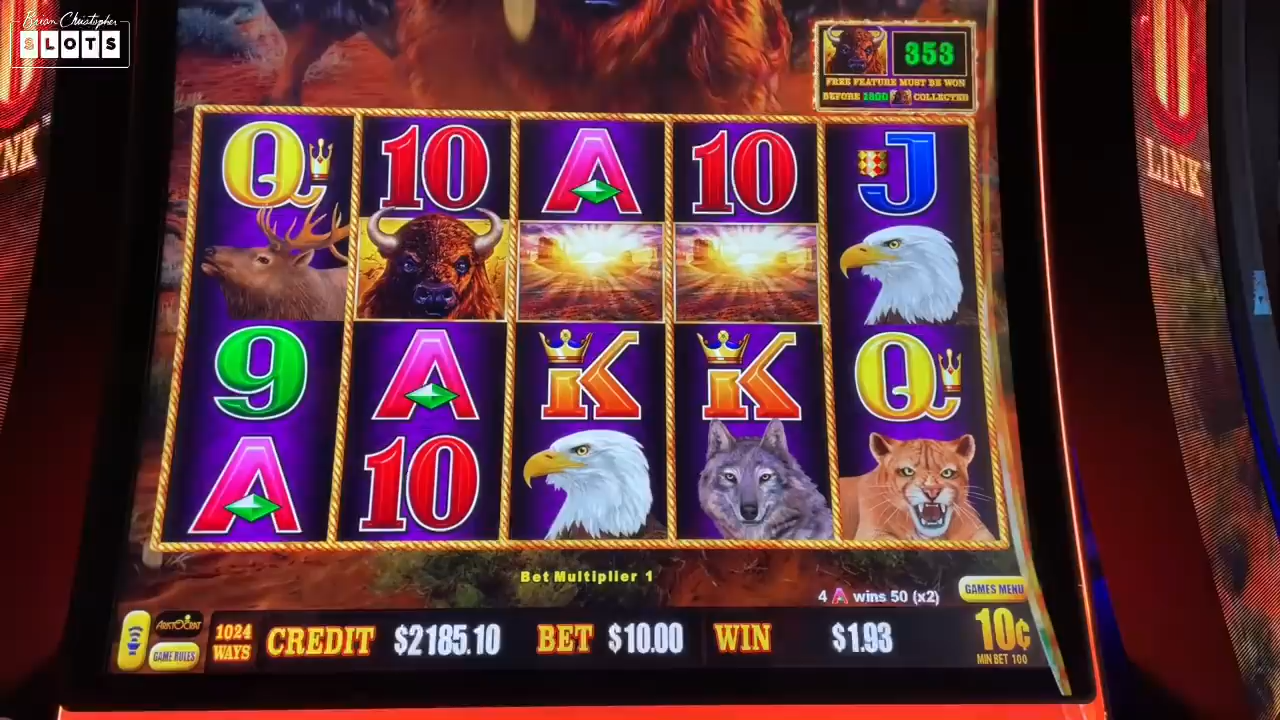 Brian Christopher
SLOTS
353
FREE FEATURE MUST BE WON
BEFORE 1800 COLLECTED
Q 10 A 10 J
9 A K K Q
A 10
LINK
NK
Bet Multiplier 1
4 A wins 50 (x2)
GAMES MENU
ARISTOCRAT
GAME RULES
1024
WAYS
CREDIT $2185.10 BET $10.00 WIN $1.93
10¢
MIN BET 100